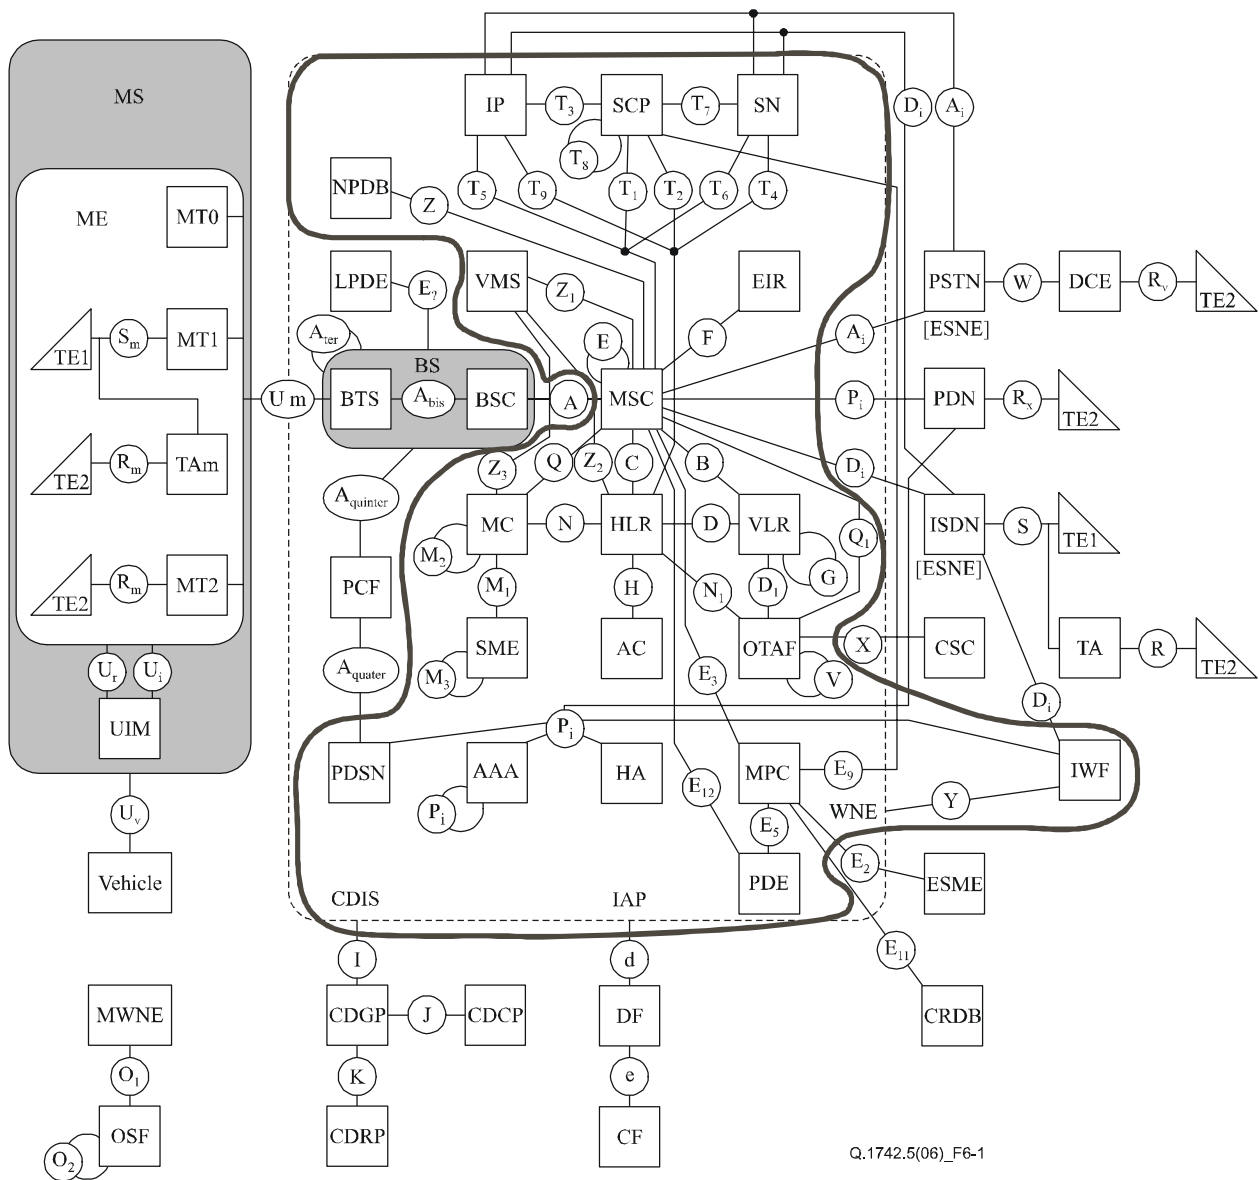 MS
ME
MT0
TE1
Sm
MT1
TE2
Rm
TAm
TE2
Rm
MT2
Ur
Ui
UIM
Uv
Vehicle
MWNE
O1
OSF
O2
U m
IP
T3
SCP
T7
SN
Di
Ai
T8
NPDB
Z
T5
T9
T1
T2
T6
T4
LPDE
E?
VMS
Z1
EIR
PSTN
W
DCE
Rv
TE2
[ESNE]
Ater
BS
E
F
Ai
BTS
Abis
BSC
A
MSC
Pi
PDN
Rx
TE2
Z3
Q
Z2
C
B
Di
Aquinter
MC
N
HLR
D
VLR
Q1
ISDN
S
TE1
[ESNE]
M2
G
PCF
M1
H
N1
D1
SME
AC
OTAF
X
CSC
TA
R
TE2
Aquater
M3
E3
V
Di
Pi
PDSN
AAA
HA
MPC
E9
IWF
E12
Pi
WNE
Y
E5
E2
PDE
ESME
CDIS
IAP
I
d
E11
CDGP
J
CDCP
DF
CRDB
K
e
CDRP
CF
Q.1742.5(06)_F6-1